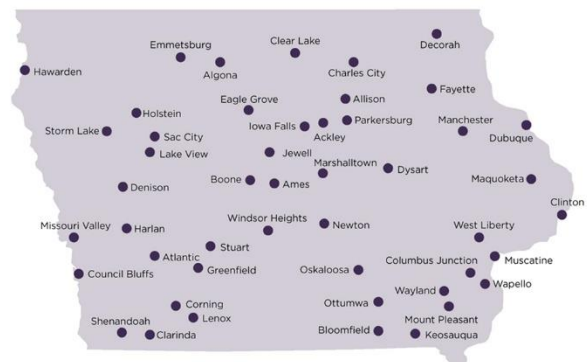 Clear Lake
Decorah
Emmetsburg
Hawarden
Algona
Charles City
Fayette
Eagle Grove
Allison
Holstein
Manchester
Storm Lake
Iowa Falls
Parkersburg
Sac City
Ackley
Dubuque
Lake View
Jewell
Marshalltown
Dysart
Boone
Ames
Maquoketa
Denison
Clinton
Windsor Heights
Missouri Valley
Harlan
Newton
West Liberty
Stuart
Atlantic
Muscatine
Council Bluffs
Greenfield
Oskaloosa
Columbus Junction
Wapello
Wayland
Corning
Ottumwa
Lenox
Mount Pleasant
Shenandoah
Clarinda
Bloomfield
Keosauqua